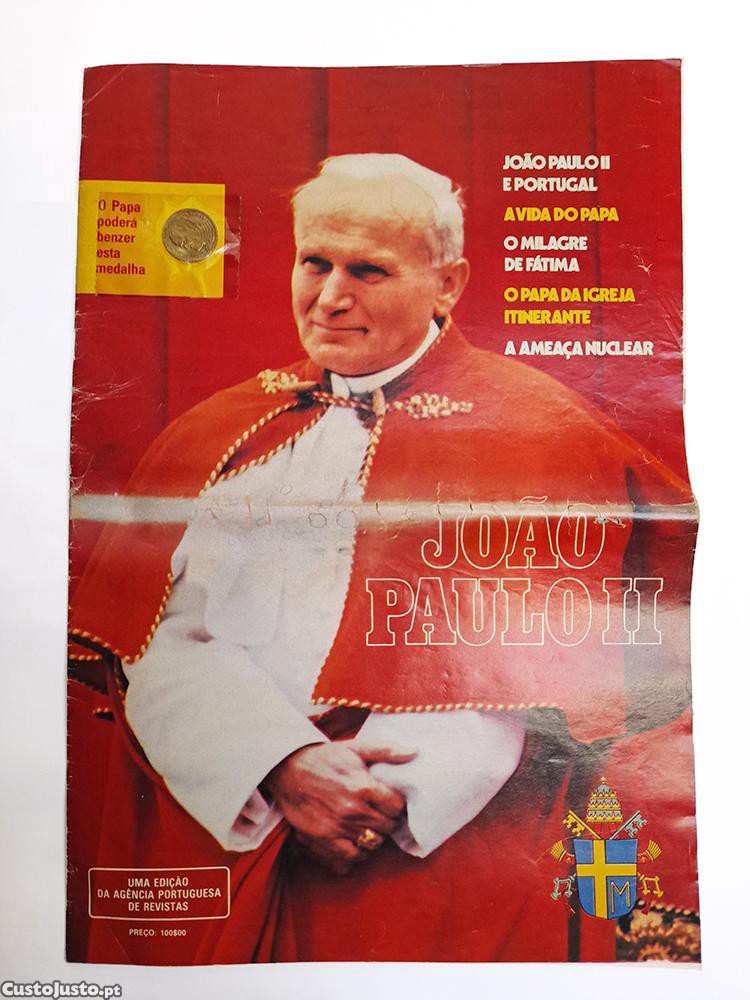 O Papa
poderá
benzer
esta
medalha
JOÃO PAULO II
E PORTUGAL
A VIDA DO PAPA
O MILAGRE
DE FÁTIMA
O PAPA DA IGREJA
ITINERANTE
A AMEAÇA NUCLEAR
JOÃO
PAULO II
M
UMA EDIÇÃO
DA AGÊNCIA PORTUGUESA
DE REVISTAS
PREÇO: 100$00
CustoJusto.pt